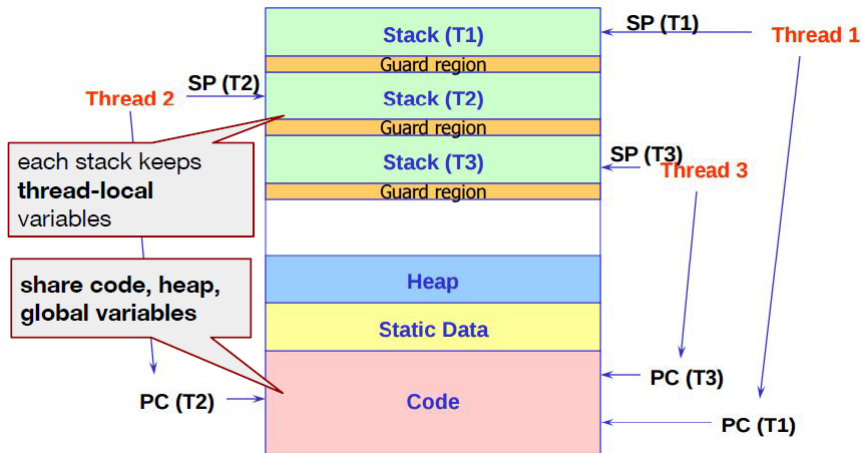 Stack (T1)
SP (T1)
Thread 1
Guard region
Thread 2
SP (T2)
Stack (T2)
Guard region
each stack keeps
thread-local
variables
Stack (T3)
SP (T3)
Thread 3
Guard region
share code, heap,
global variables
Heap
Static Data
Code
PC (T2)
PC (T3)
PC (T1)